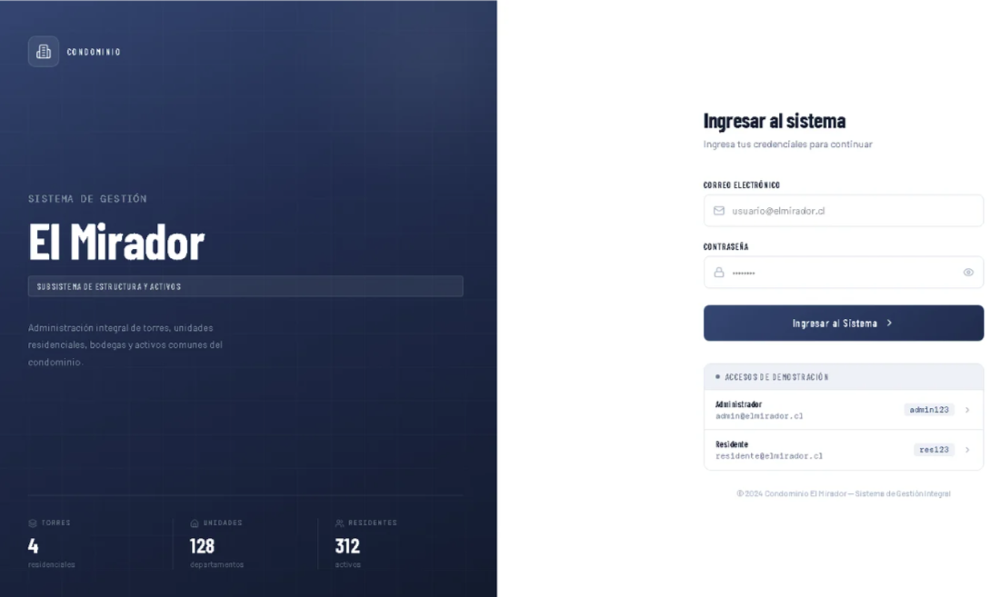 CONDOMINIO
SISTEMA DE GESTIÓN
El Mirador
SUBSISTEMA DE ESTRUCTURA Y ACTIVOS
Administración integral de torres, unidades
residenciales, bodegas y activos comunes del
condominio.
TORRES
4
residenciales
UNIDADES
128
departamentos
RESIDENTES
312
activos
Ingresar al sistema
Ingresa tus credenciales para continuar
CORREO ELECTRÓNICO
usuario@elmirador.cl
CONTRASEÑA
••••••••
Ingresar al Sistema
ACCESOS DE DEMOSTRACIÓN
Administrador
admin@elmirador.cl
admin123
Residente
residente@elmirador.cl
res123
© 2024 Condominio El Mirador — Sistema de Gestión Integral